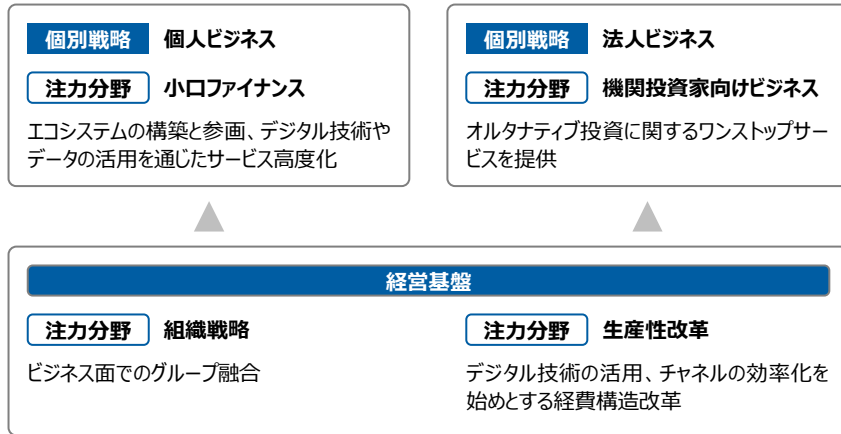 個別戦略 個人ビジネス
注力分野 小口ファイナンス
エコシステムの構築と参画、デジタル技術や
データの活用を通じたサービス高度化
個別戦略 法人ビジネス
注力分野 機関投資家向けビジネス
オルタナティブ投資に関するワンストップサー
ビスを提供
経営基盤
注力分野 組織戦略
ビジネス面でのグループ融合
注力分野 生産性改革
デジタル技術の活用、チャネルの効率化を
始めとする経費構造改革